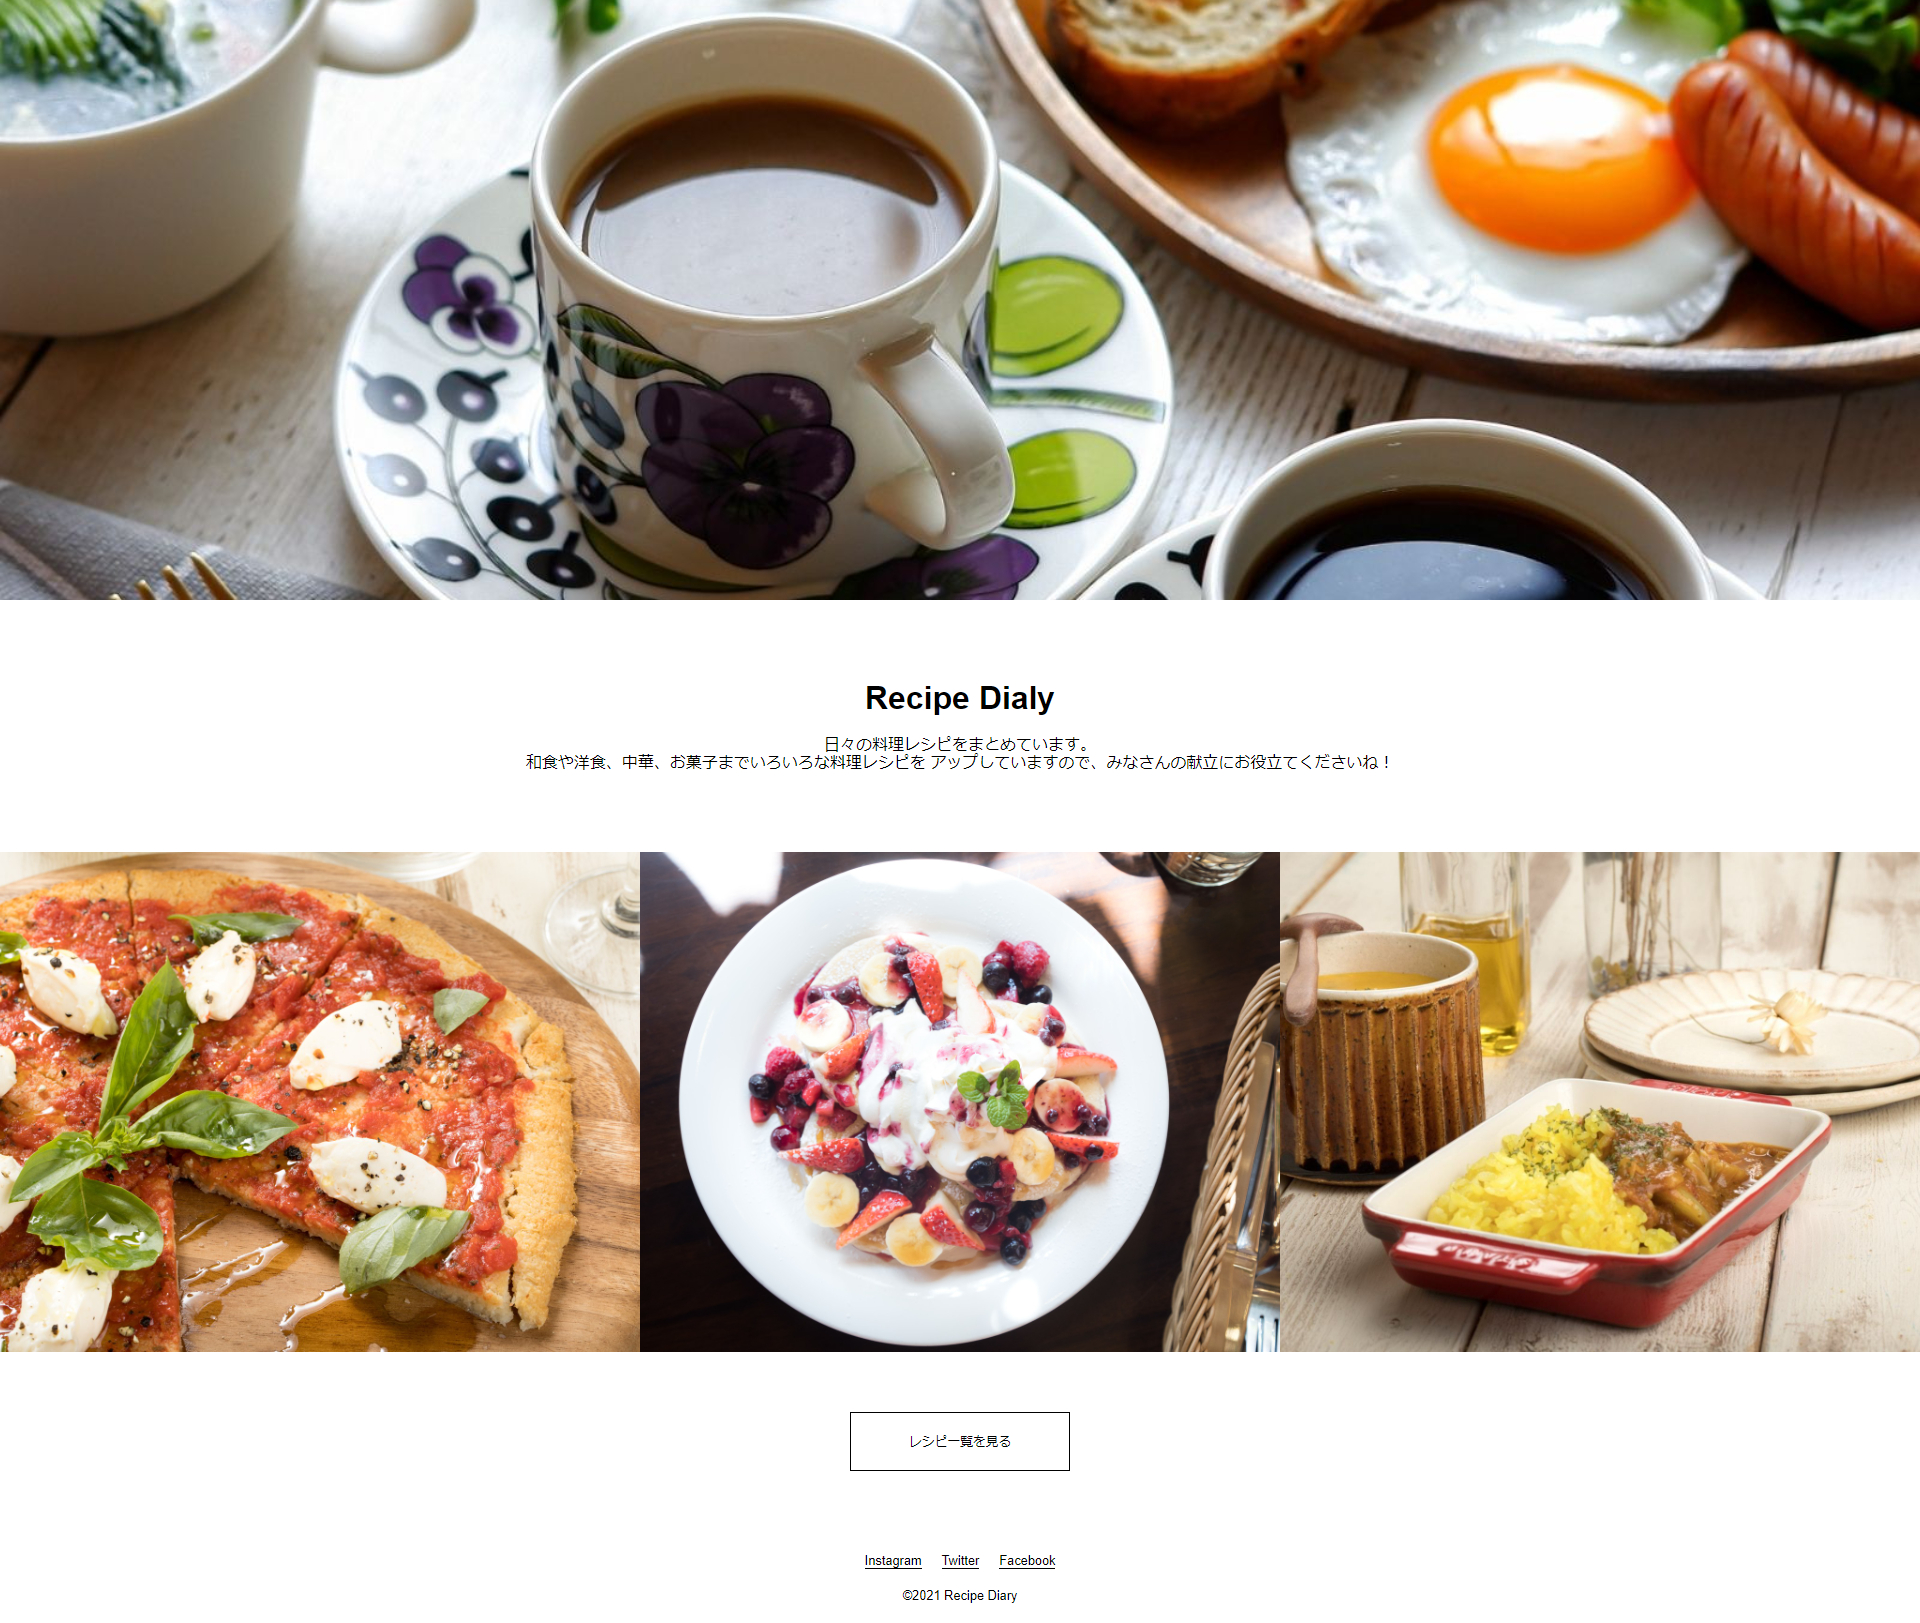 Recipe Dialy
日々の料理レシピをまとめています。
和食や洋食、中華、お菓子までいろいろな料理レシピを アップしていますので、みなさんの献立にお役立てくださいね！
レシピ一覧を見る
Instagram Twitter Facebook
©2021 Recipe Diary